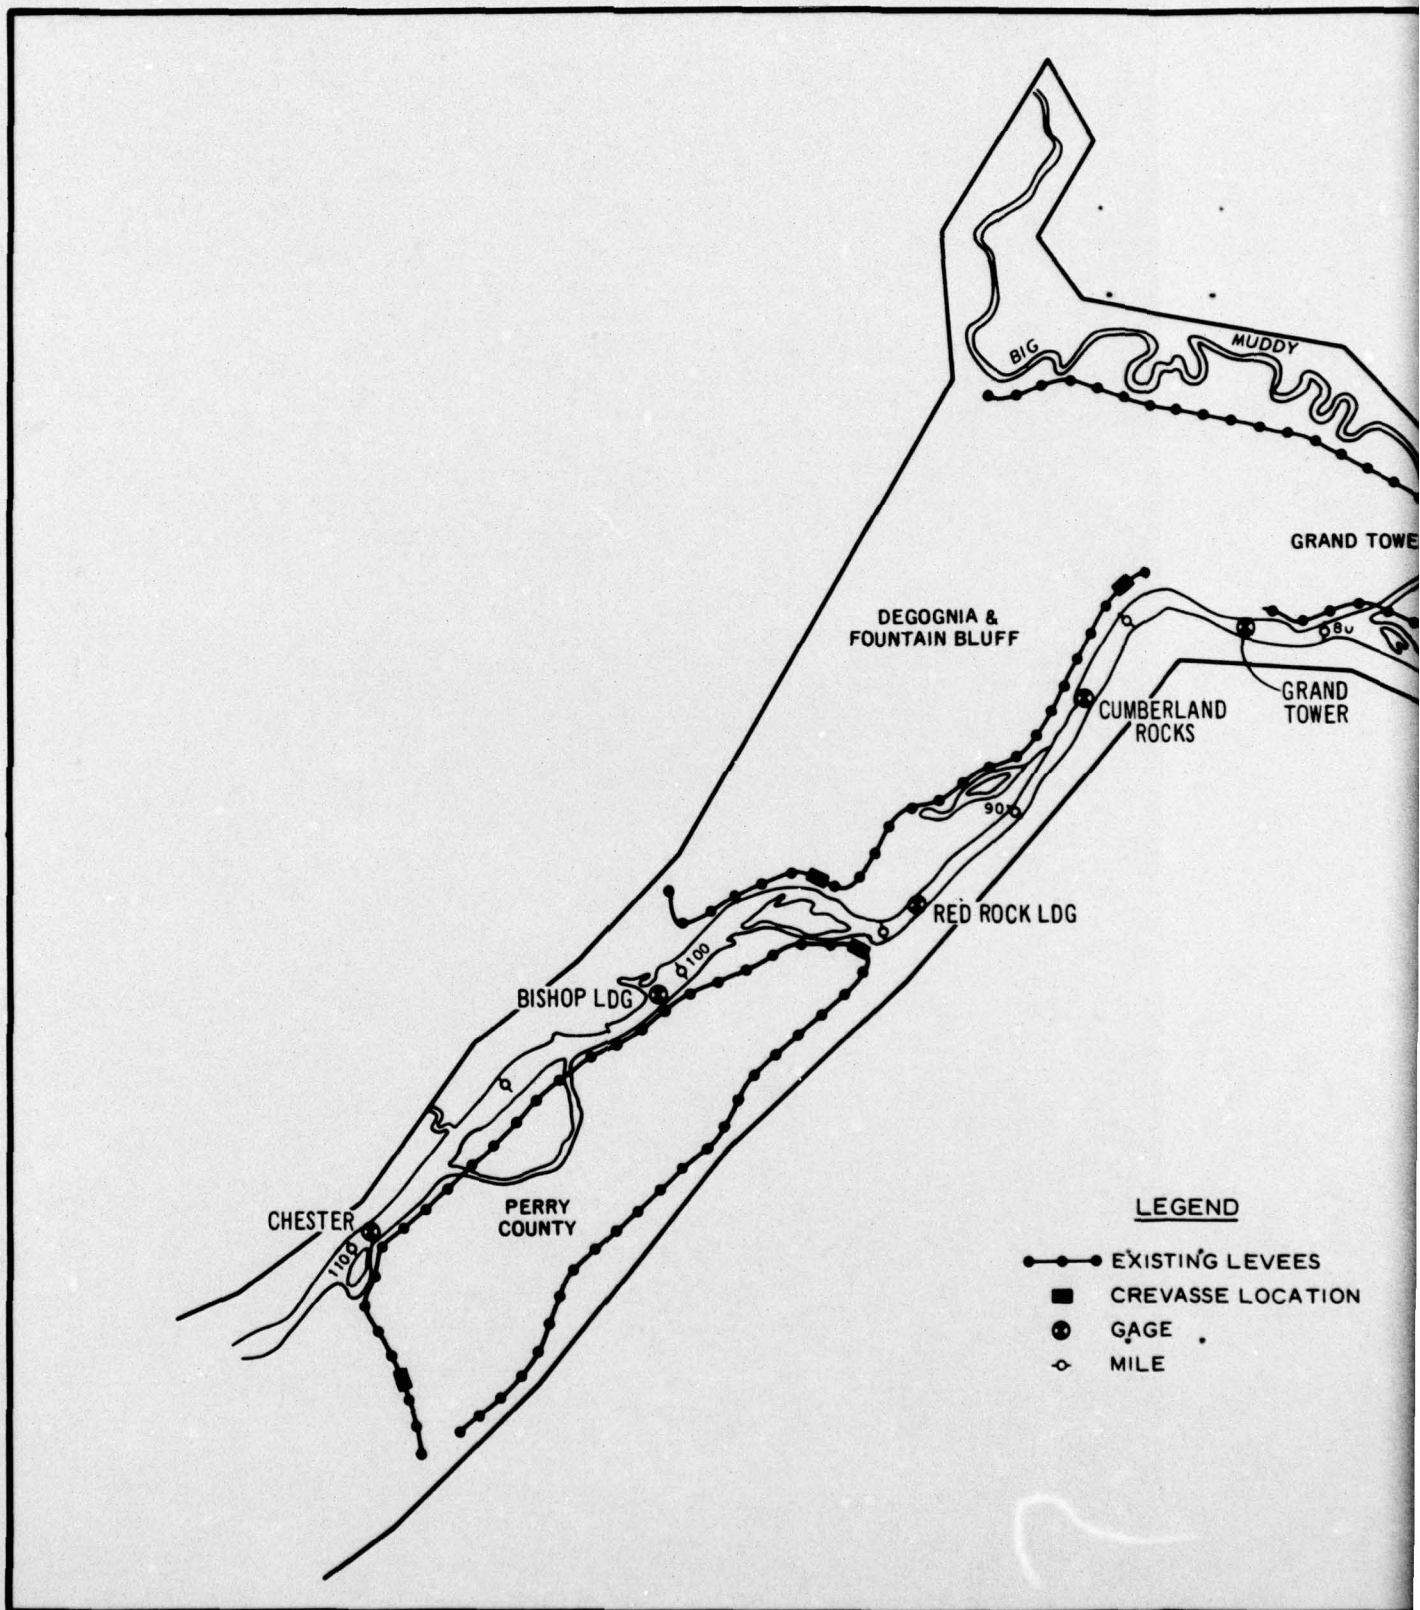 BIG
MUDDY
GRAND TOWE
DEGOGNIA &
FOUNTAIN BLUFF
80
GRAND
TOWER
CUMBERLAND
ROCKS
90
RED ROCK LDG
100
BISHOP LDG
PERRY
COUNTY
CHESTER
110
LEGEND
EXISTING LEVEES
CREVASSE LOCATION
GAGE
MILE